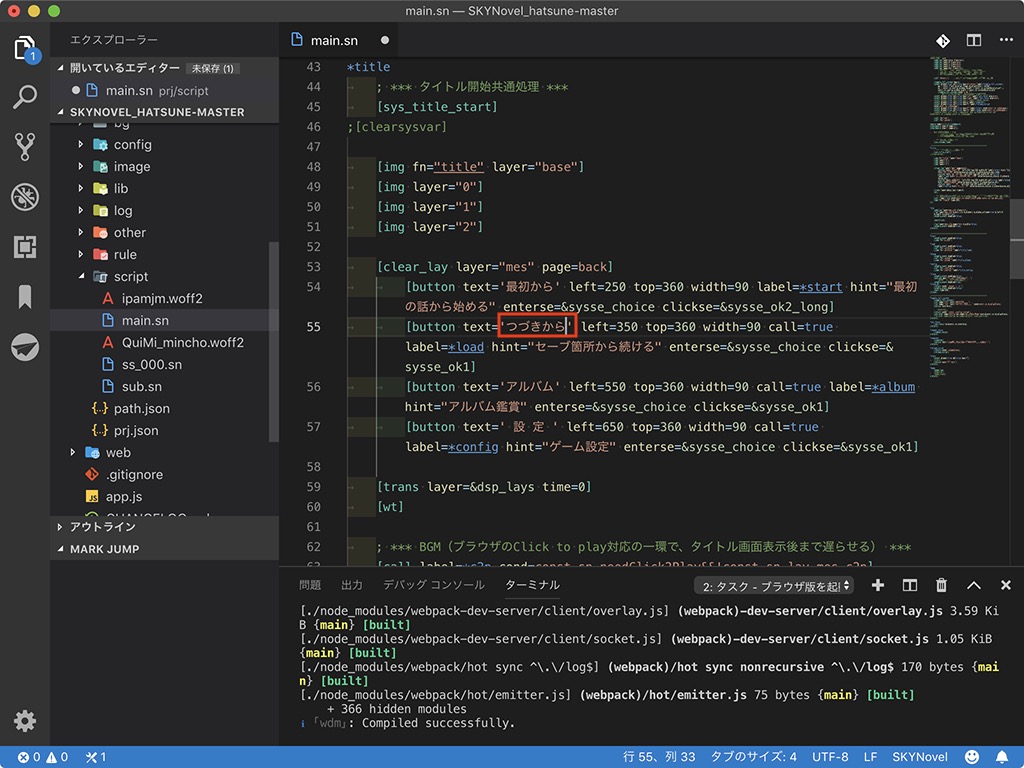 main.sn — SKYNovel_hatsune-master
エクスプローラー
main.sn
1
開いているエディター 未保存 (1)
main.sn prj/script
SKYNOVEL_HATSUNE-MASTER
bg
config
image
lib
log
other
rule
script
ipamjm.woff2
main.sn
QuiMi_mincho.woff2
ss_000.sn
sub.sn
path.json
prj.json
web
.gitignore
app.js
アウトライン
MARK JUMP
43 *title
44 ; *** タイトル開始共通処理 ***
45 [sys_title_start]
46 ;[clearsysvar]
47
48 [img fn="title" layer="base"]
49 [img layer="0"]
50 [img layer="1"]
51 [img layer="2"]
52
53 [clear_lay layer="mes" page=back]
54 [button text='最初から' left=250 top=360 width=90 label=*start hint="最初
の話から始める" enterse=&sysse_choice clickse=&sysse_ok2_long]
55 [button text='つづきから' left=350 top=360 width=90 call=true
label=*load hint="セーブ箇所から続ける" enterse=&sysse_choice clickse=&
sysse_ok1]
56 [button text='アルバム' left=550 top=360 width=90 call=true label=*album
hint="アルバム鑑賞" enterse=&sysse_choice clickse=&sysse_ok1]
57 [button text=' 設 定 ' left=650 top=360 width=90 call=true
label=*config hint="ゲーム設定" enterse=&sysse_choice clickse=&sysse_ok1]
58
59 [trans layer=&dsp_lays time=0]
60 [wt]
61
62 ; *** BGM（ブラウザのClick to play対応の一環で、タイトル画面表示後まで遅らせる） ***
問題 出力 デバッグ コンソール ターミナル 2: タスク - ブラウザ版を起
[./node_modules/webpack-dev-server/client/overlay.js] (webpack)-dev-server/client/overlay.js 3.59 Ki
B {main} [built]
[./node_modules/webpack-dev-server/client/socket.js] (webpack)-dev-server/client/socket.js 1.05 KiB
{main} [built]
[./node_modules/webpack/hot sync ^\.\/log$] (webpack)/hot sync nonrecursive ^\.\/log$ 170 bytes {mai
n} [built]
[./node_modules/webpack/hot/emitter.js] (webpack)/hot/emitter.js 75 bytes {main} [built]
+ 366 hidden modules
ℹ ｢wdm｣: Compiled successfully.
0 0 1 行 55、列 33 タブのサイズ: 4 UTF-8 LF SKYNovel